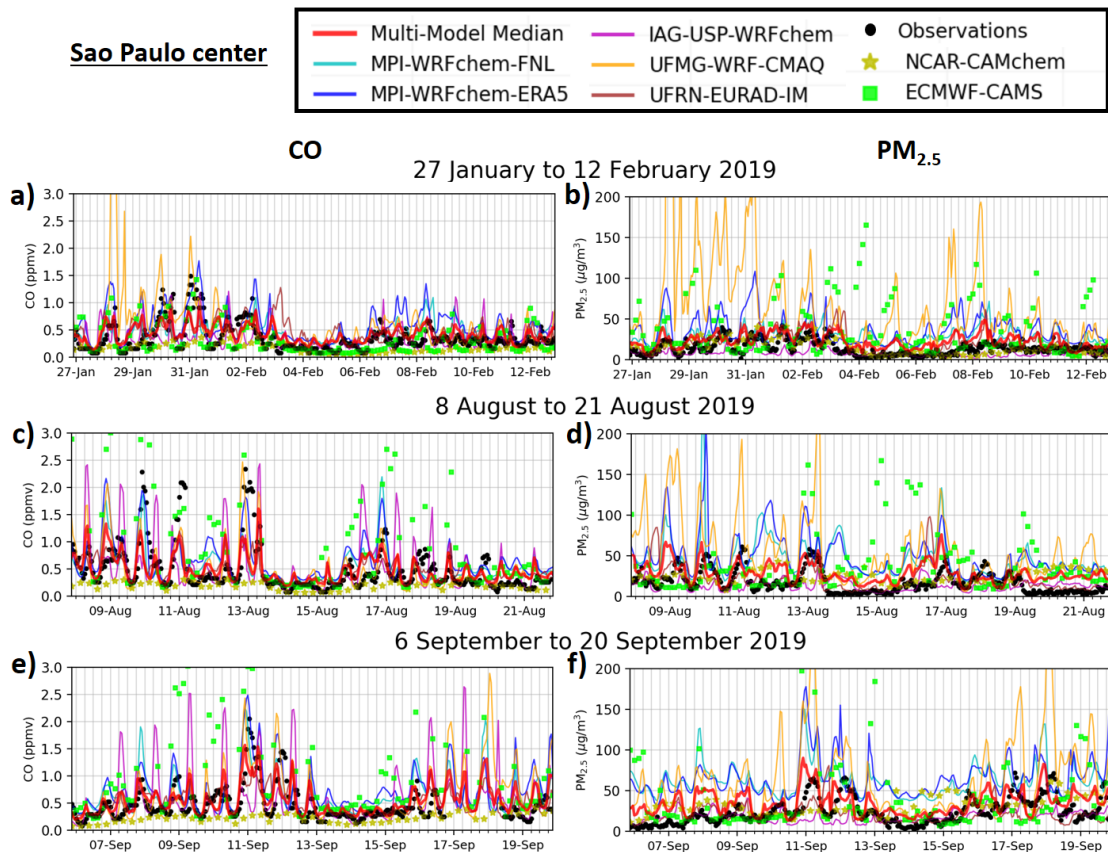 Sao Paulo center
Multi-Model Median
MPI-WRFchem-FNL
MPI-WRFchem-ERA5
IAG-USP-WRFchem
UFMG-WRF-CMAQ
UFRN-EURAD-IM
Observations
NCAR-CAMchem
ECMWF-CAMS
CO
PM2.5
27 January to 12 February 2019
a)
3.0
2.5
2.0
1.5
1.0
0.5
0.0
CO (ppmv)
27-Jan 29-Jan 31-Jan 02-Feb 04-Feb 06-Feb 08-Feb 10-Feb 12-Feb
b)
200
150
100
50
0
PM2.5 (μg/m³)
27-Jan 29-Jan 31-Jan 02-Feb 04-Feb 06-Feb 08-Feb 10-Feb 12-Feb
8 August to 21 August 2019
c)
3.0
2.5
2.0
1.5
1.0
0.5
0.0
CO (ppmv)
09-Aug 11-Aug 13-Aug 15-Aug 17-Aug 19-Aug 21-Aug
d)
200
150
100
50
0
PM2.5 (μg/m³)
09-Aug 11-Aug 13-Aug 15-Aug 17-Aug 19-Aug 21-Aug
6 September to 20 September 2019
e)
3.0
2.5
2.0
1.5
1.0
0.5
0.0
CO (ppmv)
07-Sep 09-Sep 11-Sep 13-Sep 15-Sep 17-Sep 19-Sep
f)
200
150
100
50
0
PM2.5 (μg/m³)
07-Sep 09-Sep 11-Sep 13-Sep 15-Sep 17-Sep 19-Sep